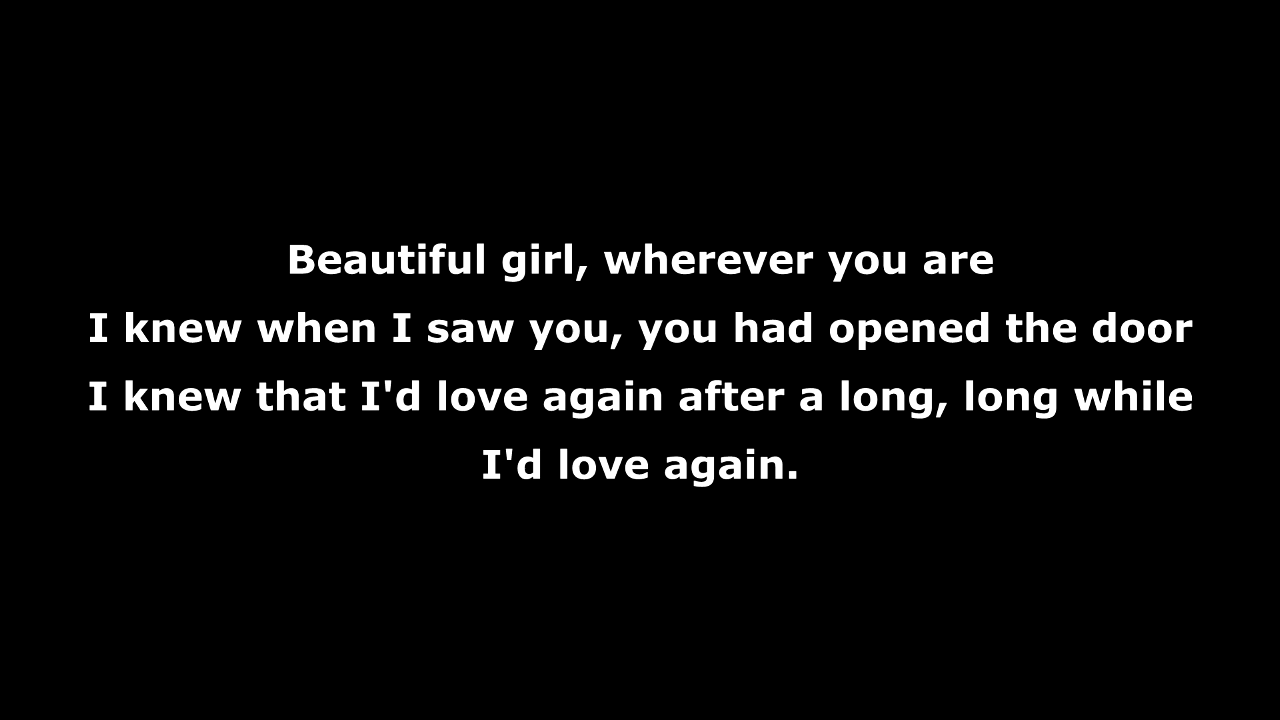 Beautiful girl, wherever you are
I knew when I saw you, you had opened the door
I knew that I'd love again after a long, long while
I'd love again.